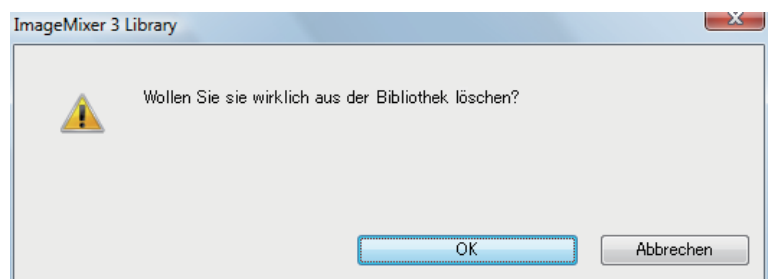 ImageMixer 3 Library
Wollen Sie sie wirklich aus der Bibliothek löschen?
OK
Abbrechen